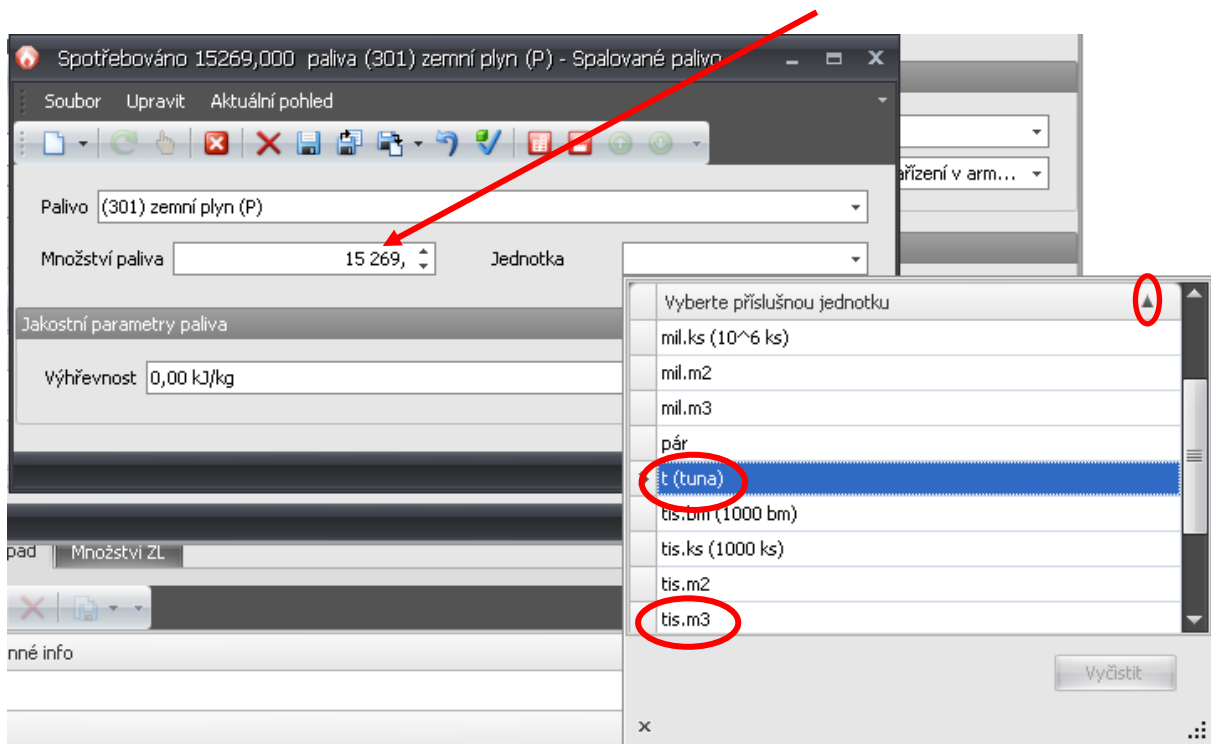 Spotřebováno 15269,000 paliva (301) zemní plyn (P) - Spalované palivo
Soubor Upravit Aktuální pohled
ařízení v arm...
Palivo (301) zemní plyn (P)
Množství paliva 15 269, Jednotka
Vyberte příslušnou jednotku
Jakostní parametry paliva
mil.ks (10^6 ks)
Výhřevnost 0,00 kJ/kg
mil.m2
mil.m3
pár
t (tuna)
tis.bm (1000 bm)
pad Množství ZL
tis.ks (1000 ks)
tis.m2
tis.m3
nné info
Vyčistit